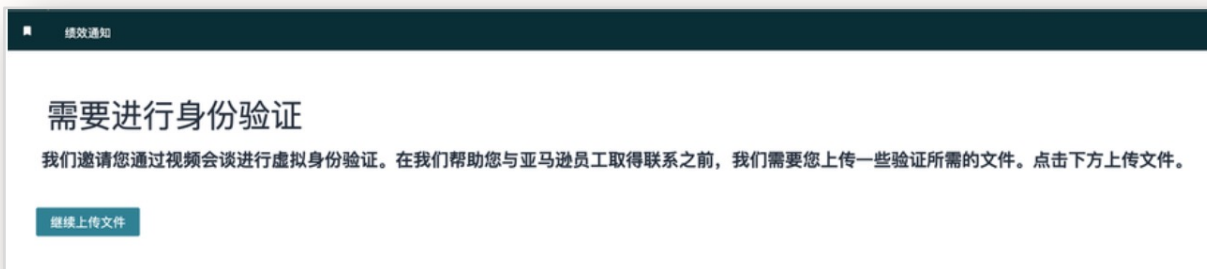 绩效通知
需要进行身份验证
我们邀请您通过视频会谈进行虚拟身份验证。在我们帮助您与亚马逊员工取得联系之前，我们需要您上传一些验证所需的文件。点击下方上传文件。
继续上传文件